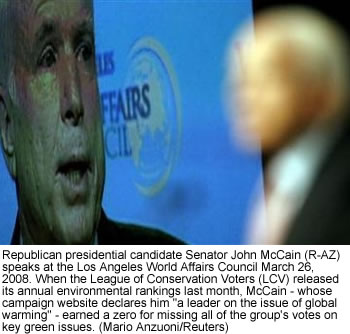 LOS ANGELES
AFFAIRS
CIL
Republican presidential candidate Senator John McCain (R-AZ)
speaks at the Los Angeles World Affairs Council March 26,
2008. When the League of Conservation Voters (LCV) released
its annual environmental rankings last month, McCain - whose
campaign website declares him "a leader on the issue of global
warming" - earned a zero for missing all of the group's votes on
key green issues. (Mario Anzuoni/Reuters)